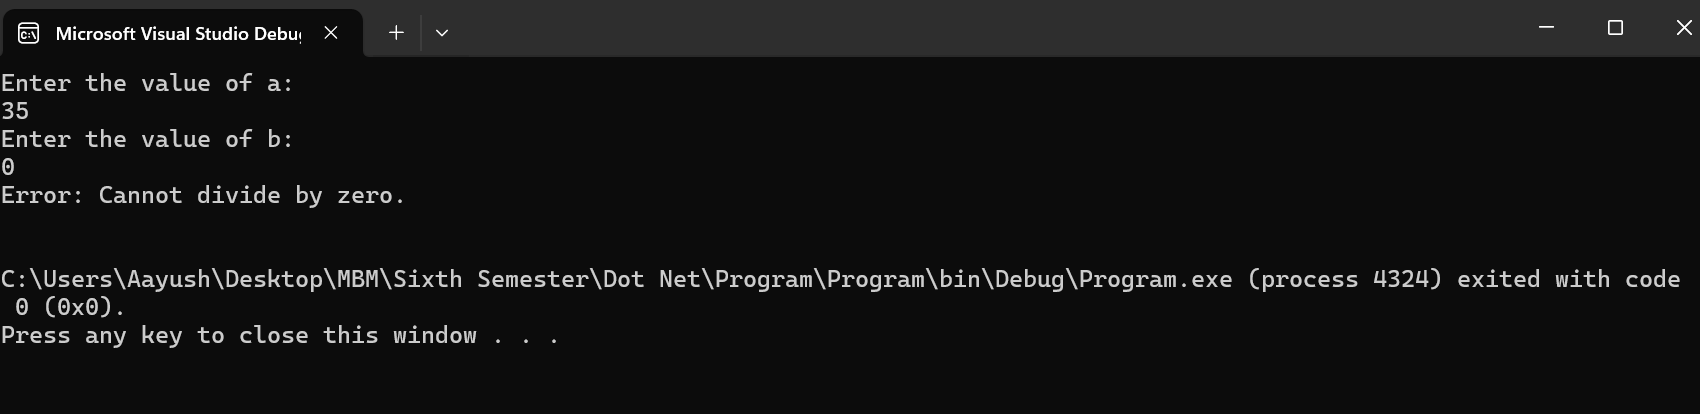 Microsoft Visual Studio Debu
Enter the value of a:
35
Enter the value of b:
0
Error: Cannot divide by zero.
C:\Users\Aayush\Desktop\MBM\Sixth Semester\Dot Net\Program\Program\bin\Debug\Program.exe (process 4324) exited with code
0 (0x0).
Press any key to close this window . . .